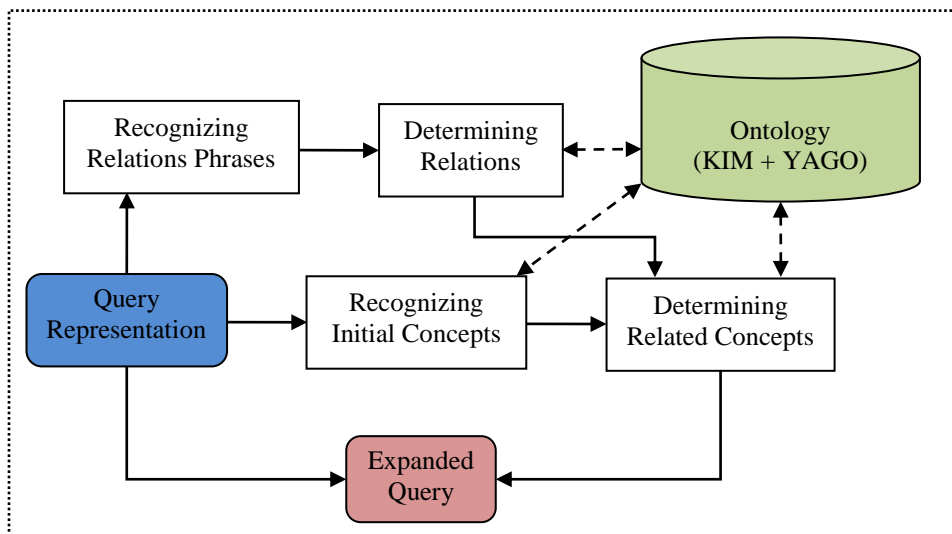 Recognizing
Relations Phrases
Determining
Relations
Ontology
(KIM + YAGO)
Query
Representation
Recognizing
Initial Concepts
Determining
Related Concepts
Expanded
Query